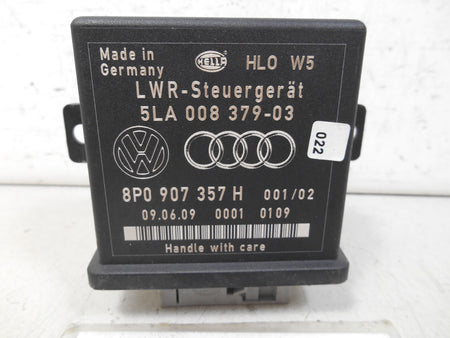 Made in
Germany
HELLA
HLO W5
LWR-Steuergerät
5LA 008 379-03
022
8P0 907 357 H 001/02
09.06.09 0001 0109
Handle with care